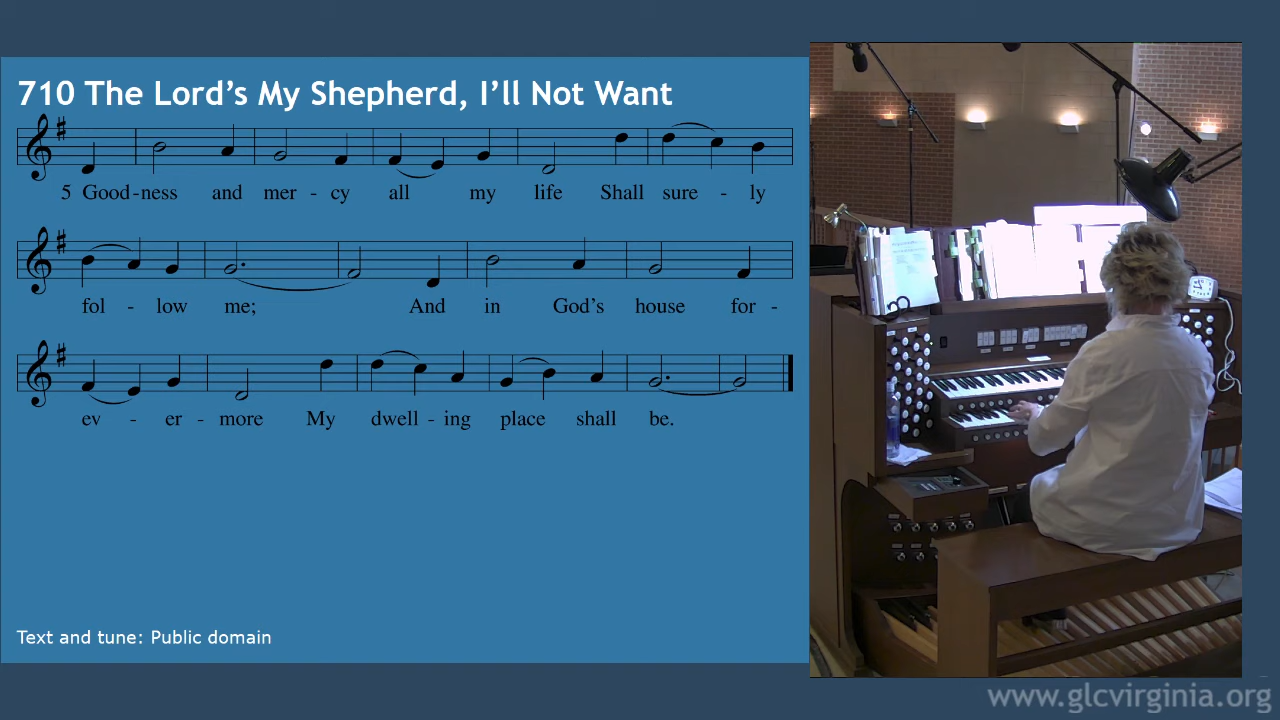 710 The Lord’s My Shepherd, I’ll Not Want
5 Good - ness and mer - cy all my life Shall sure - ly
fol - low me; And in God’s house for -
ev - er - more My dwell - ing place shall be.
Text and tune: Public domain
www.glcvirginia.org